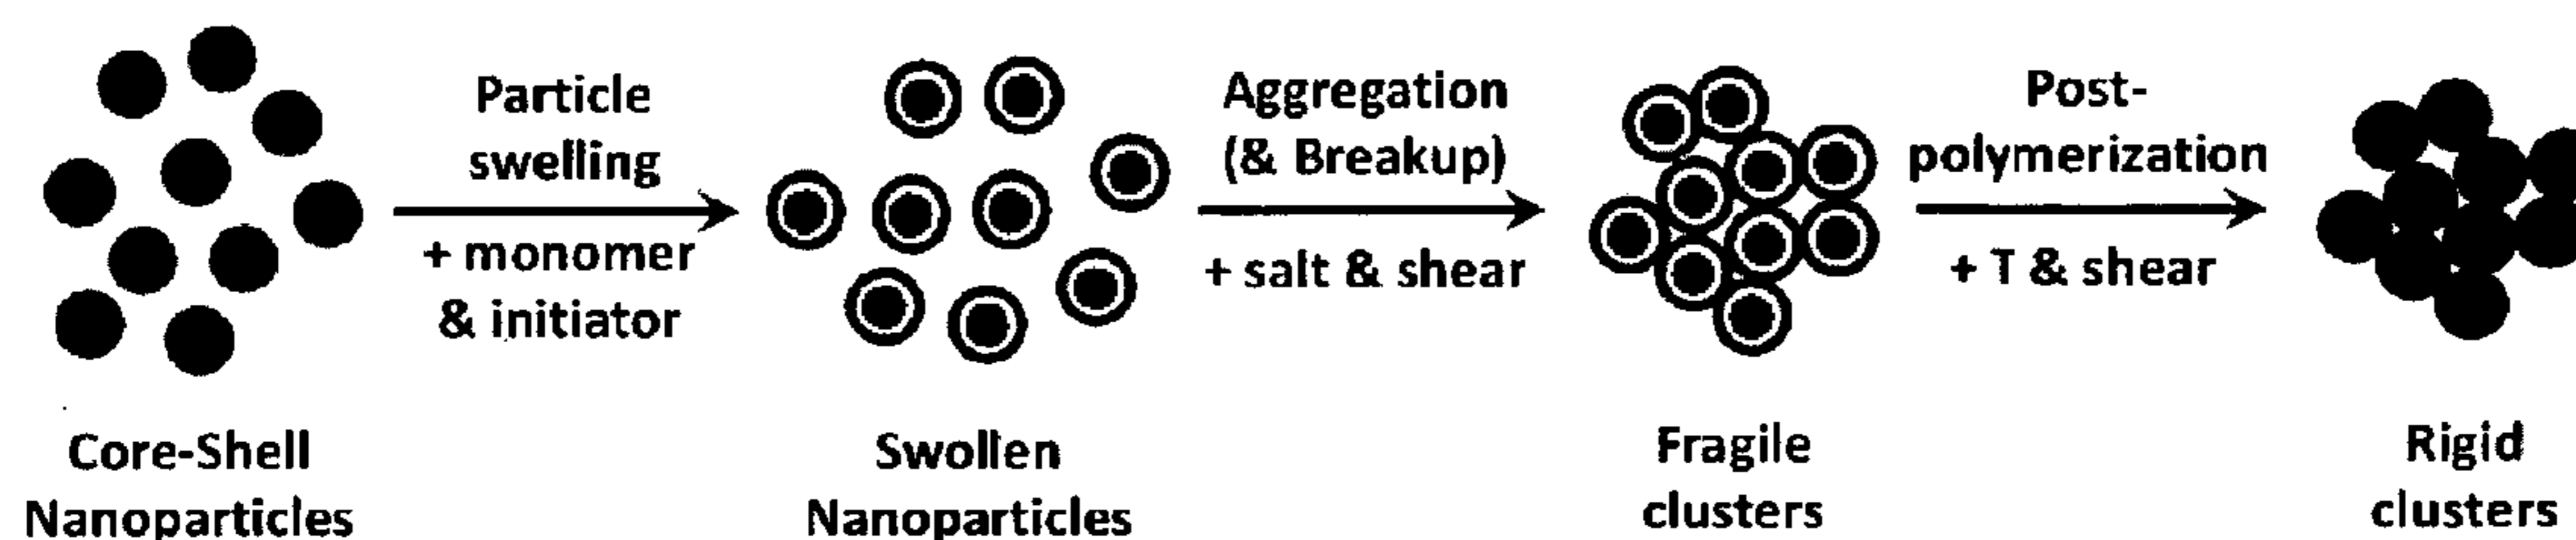 Particle
swelling
+ monomer
& initiator
Aggregation
(& Breakup)
+ salt & shear
Post-
polymerization
+ T & shear
Core-Shell
Nanoparticles
Swollen
Nanoparticles
Fragile
clusters
Rigid
clusters